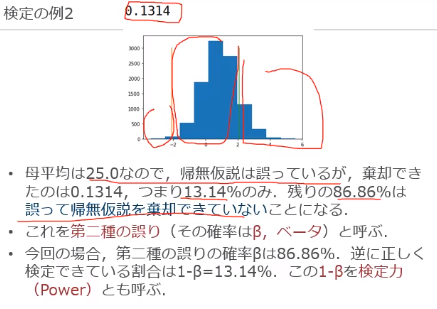 検定の例2
0.1314
3000
2500
2000
1500
1000
500
0
-2
0
2
4
6
• 母平均は25.0なので，帰無仮説は誤っているが，棄却でき
たのは0.1314，つまり13.14%のみ．残りの86.86%は
誤って帰無仮説を棄却できていないことになる．
• これを第二種の誤り（その確率はβ，ベータ）と呼ぶ．
• 今回の場合，第二種の誤りの確率βは86.86%．逆に正しく
検定できている割合は1-β=13.14%．この1-βを検定力
（Power）とも呼ぶ．